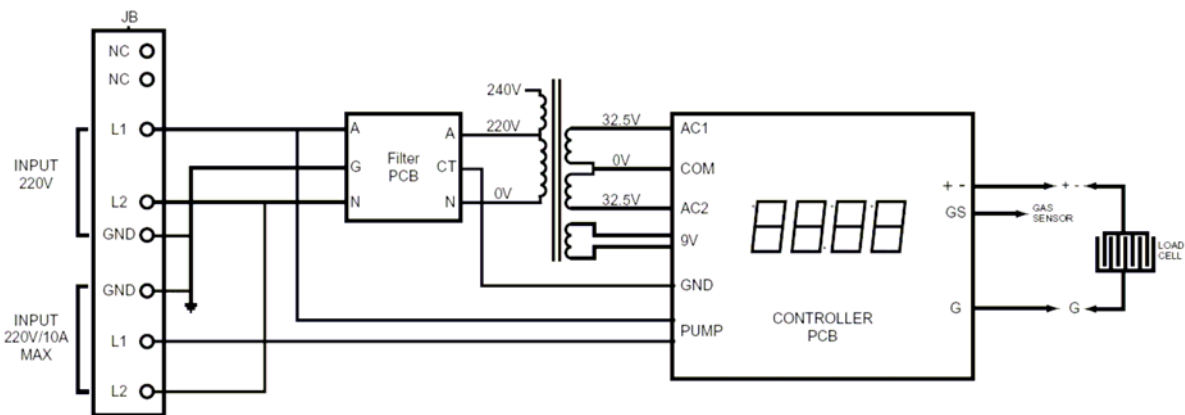 JB
NC
NC
L1
INPUT
220V
L2
GND
GND
INPUT
220V/10A
MAX
L1
L2
A
G
N
Filter
PCB
A
CT
N
240V
220V
0V
32.5V
0V
32.5V
AC1
COM
AC2
9V
GND
PUMP
8888
CONTROLLER
PCB
+ -
GS
G
+ -
GAS
SENSOR
G
LOAD
CELL